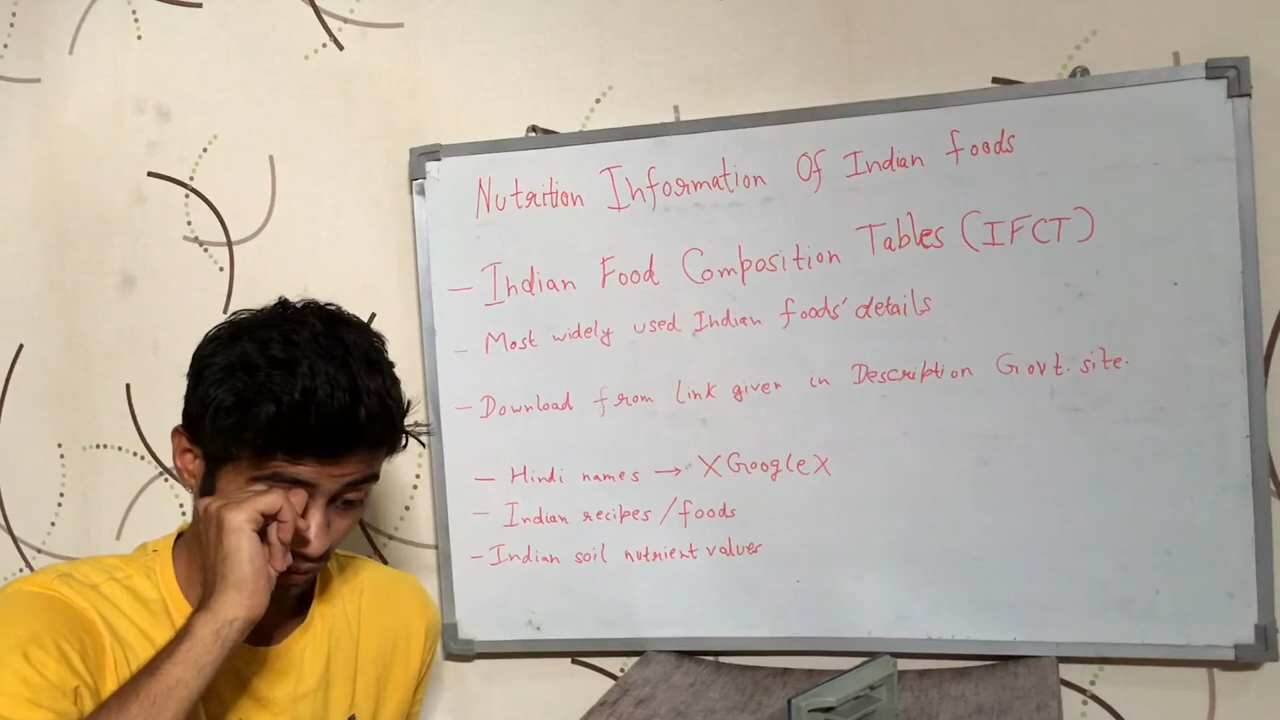 Nutrition Information Of Indian foods
- Indian Food Composition Tables (IFCT)
- Most widely used Indian foods' details
- Download from link given in Description Govt. site.
- Hindi names → X Google X
- Indian recipes/foods
- Indian soil nutrient values